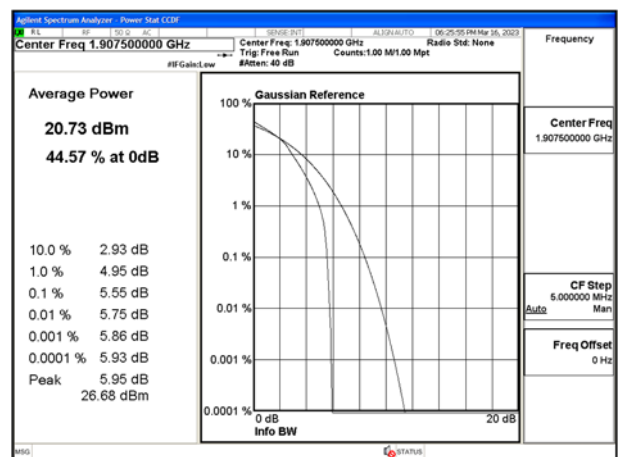 Agilent Spectrum Analyzer - Power Stat CCDF
RL RF 50 Ω AC SENSE:INT ALIGN AUTO 06:25:55 PM Mar 16, 2023
Center Freq 1.907500000 GHz
Center Freq: 1.907500000 GHz Radio Std: None
Trig: Free Run Counts:1.00 M/1.00 Mpt
#IFGain:Low #Atten: 40 dB
Frequency
Average Power
20.73 dBm
44.57 % at 0dB
10.0 % 2.93 dB
1.0 % 4.95 dB
0.1 % 5.55 dB
0.01 % 5.75 dB
0.001 % 5.86 dB
0.0001 % 5.93 dB
Peak 5.95 dB
26.68 dBm
Gaussian Reference
100 %
10 %
1 %
0.1 %
0.01 %
0.001 %
0.0001 %
0 dB 20 dB
Info BW
Center Freq
1.907500000 GHz
CF Step
5.000000 MHz
Auto Man
Freq Offset
0 Hz
MSG STATUS